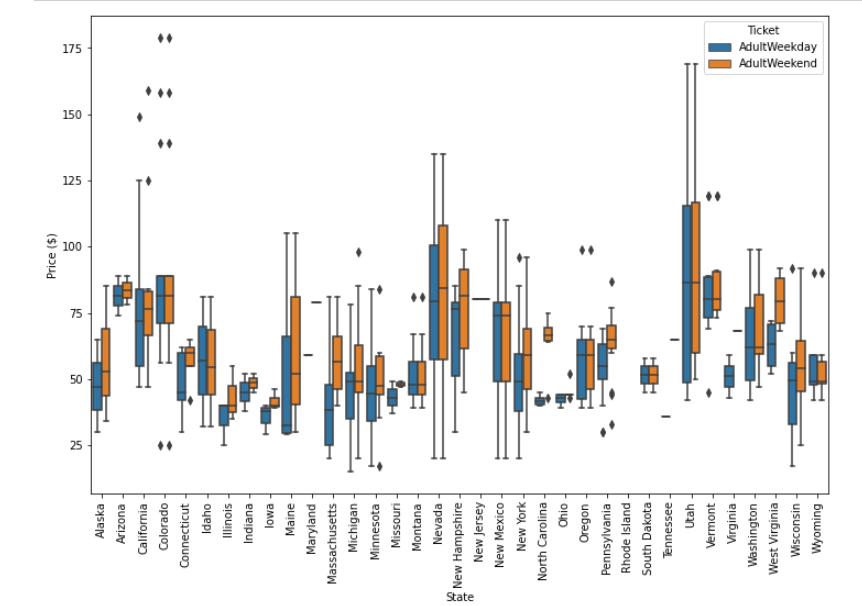 Ticket
AdultWeekday
AdultWeekend
175
150
125
100
75
50
25
Price ($)
Alaska
Arizona
California
Colorado
Connecticut
Idaho
Illinois
Indiana
Iowa
Maine
Maryland
Massachusetts
Michigan
Minnesota
Missouri
Montana
Nevada
New Hampshire
New Jersey
New Mexico
New York
North Carolina
Ohio
Oregon
Pennsylvania
Rhode Island
South Dakota
Tennessee
Utah
Vermont
Virginia
Washington
West Virginia
Wisconsin
Wyoming
State